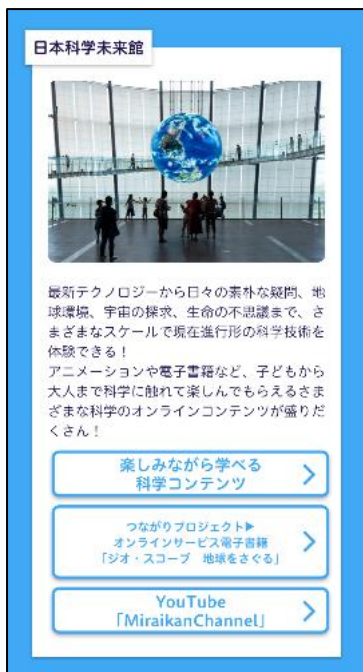 日本科学未来館
最新テクノロジーから日々の素朴な疑問、地
球環境、宇宙の探求、生命の不思議まで、さ
まざまなスケールで現在進行形の科学技術を
体験できる！
アニメーションや電子書籍など、子どもから
大人まで科学に触れて楽しんでもらえるさま
ざまな科学のオンラインコンテンツが盛りだ
くさん！
楽しみながら学べる
科学コンテンツ
つながりプロジェクト▶
オンラインサービス電子書籍
「ジオ・スコープ　地球をさぐる」
YouTube
「MiraikanChannel」